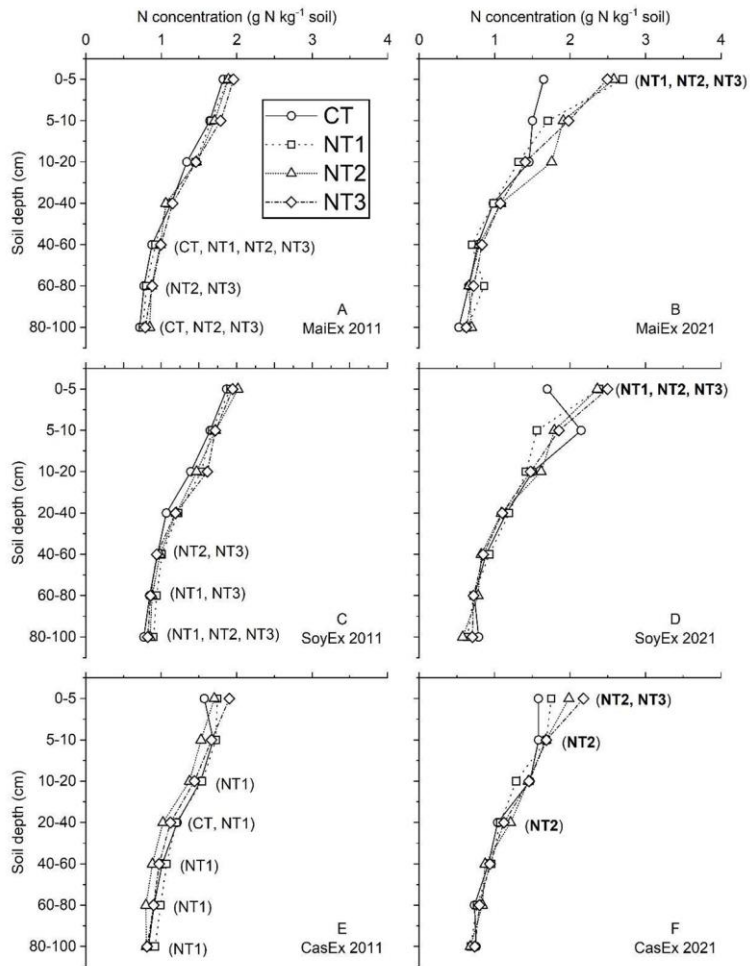 N concentration (g N kg⁻¹ soil)
0 1 2 3 4
N concentration (g N kg⁻¹ soil)
0 1 2 3 4
Soil depth (cm)
0-5
5-10
10-20
20-40
40-60
60-80
80-100
CT
NT1
NT2
NT3
(CT, NT1, NT2, NT3)
(NT2, NT3)
(CT, NT2, NT3)
A
MaiEx 2011
(NT1, NT2, NT3)
B
MaiEx 2021
Soil depth (cm)
0-5
5-10
10-20
20-40
40-60
60-80
80-100
(NT2, NT3)
(NT1, NT3)
(NT1, NT2, NT3)
C
SoyEx 2011
(NT1, NT2, NT3)
D
SoyEx 2021
Soil depth (cm)
0-5
5-10
10-20
20-40
40-60
60-80
80-100
(NT1)
(CT, NT1)
(NT1)
(NT1)
(NT1)
E
CasEx 2011
(NT2, NT3)
(NT2)
(NT2)
F
CasEx 2021